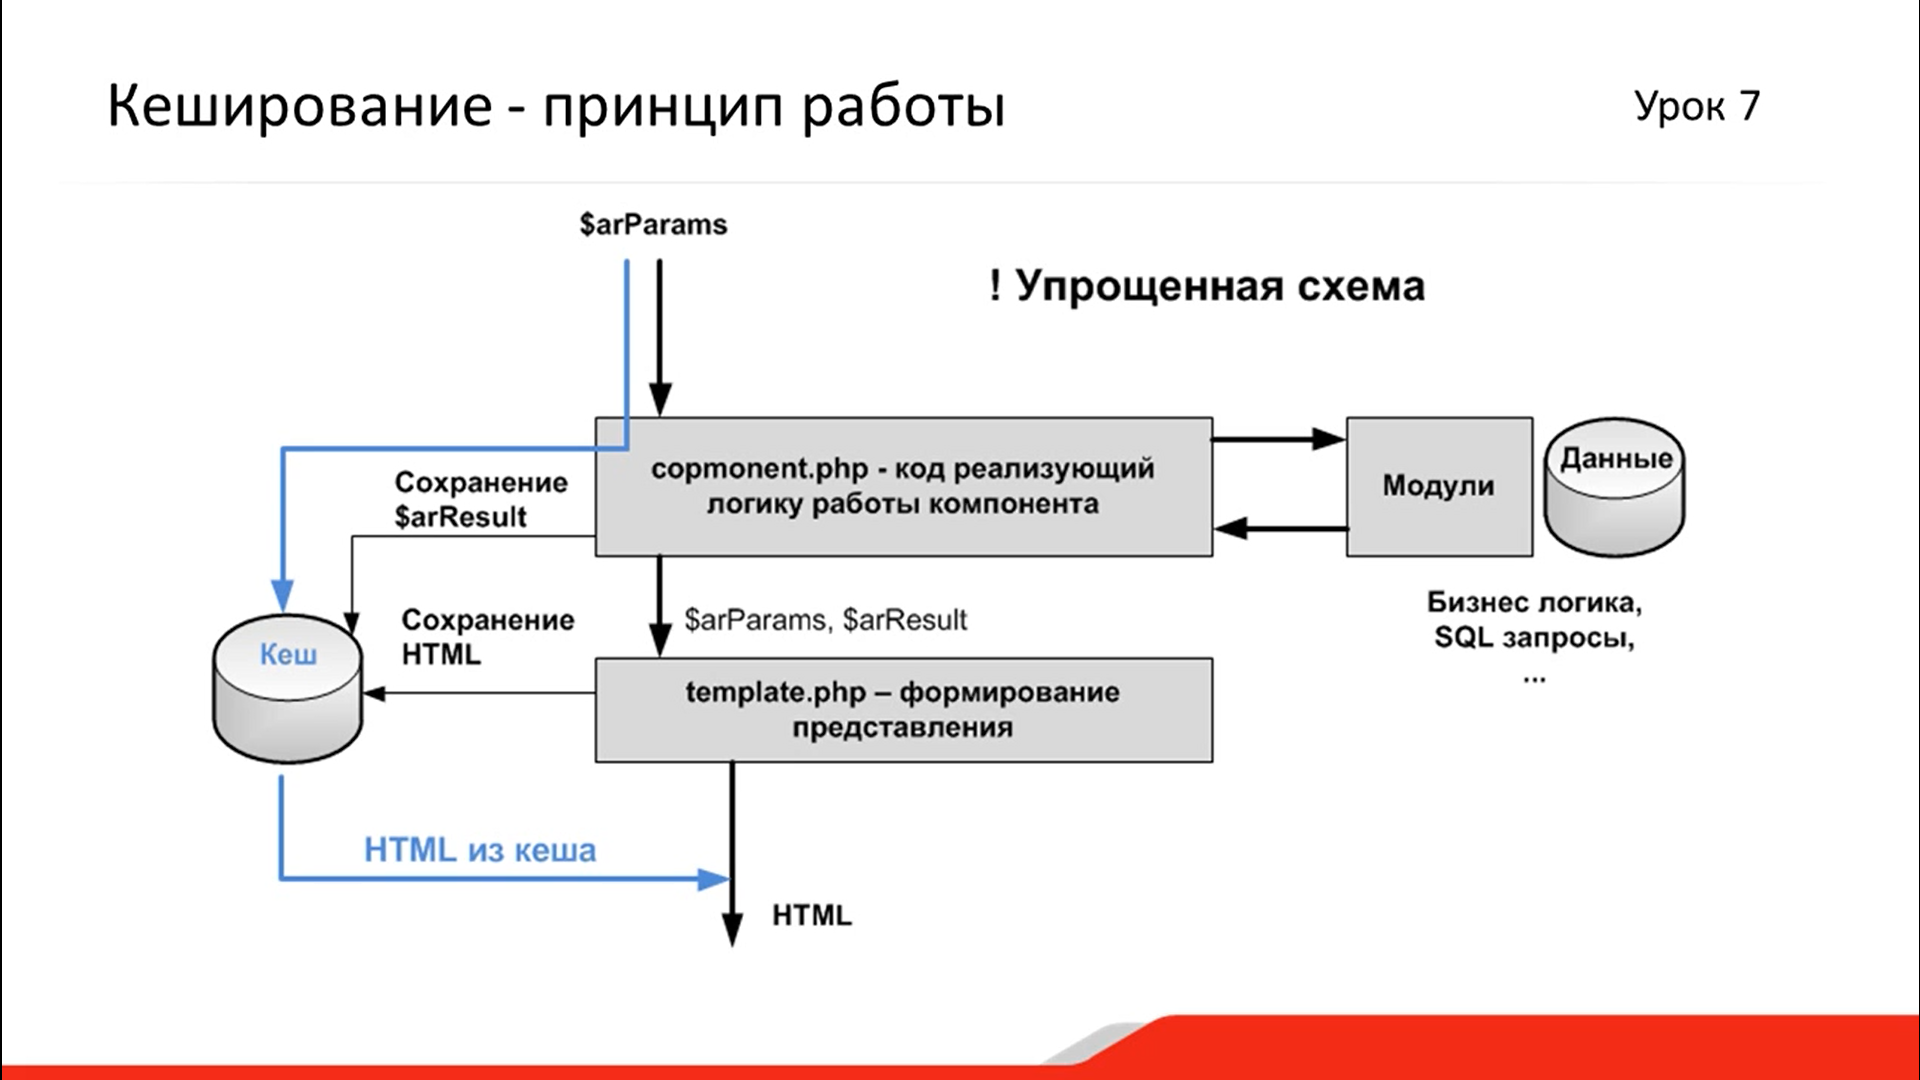 Кеширование - принцип работы
Урок 7
$arParams
! Упрощенная схема
copmonent.php - код реализующий
логику работы компонента
Модули
Данные
Сохранение
$arResult
Бизнес логика,
SQL запросы,
...
Сохранение
HTML
$arParams, $arResult
Кеш
template.php – формирование
представления
HTML из кеша
HTML